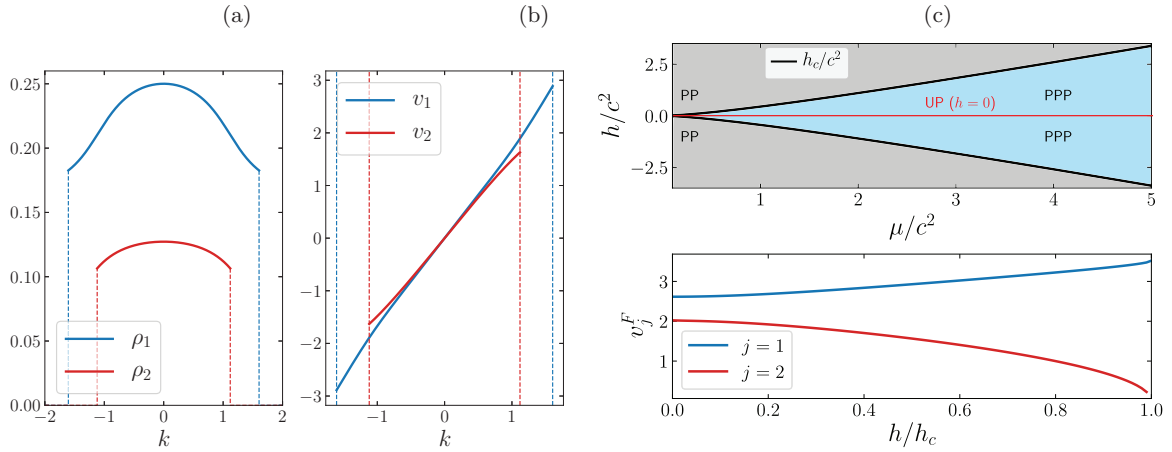 (a)
0.25
0.20
0.15
0.10
0.05
0.00
ρ₁
ρ₂
−2
−1
0
1
2
k
(b)
3
2
1
0
−1
−2
−3
v₁
v₂
−1
0
1
k
(c)
h/c²
2.5
0.0
−2.5
h_c/c²
PP
PPP
UP (h = 0)
PP
PPP
1
2
3
4
5
μ/c²
v_j^F
3
2
1
j = 1
j = 2
0.0
0.2
0.4
0.6
0.8
1.0
h/h_c